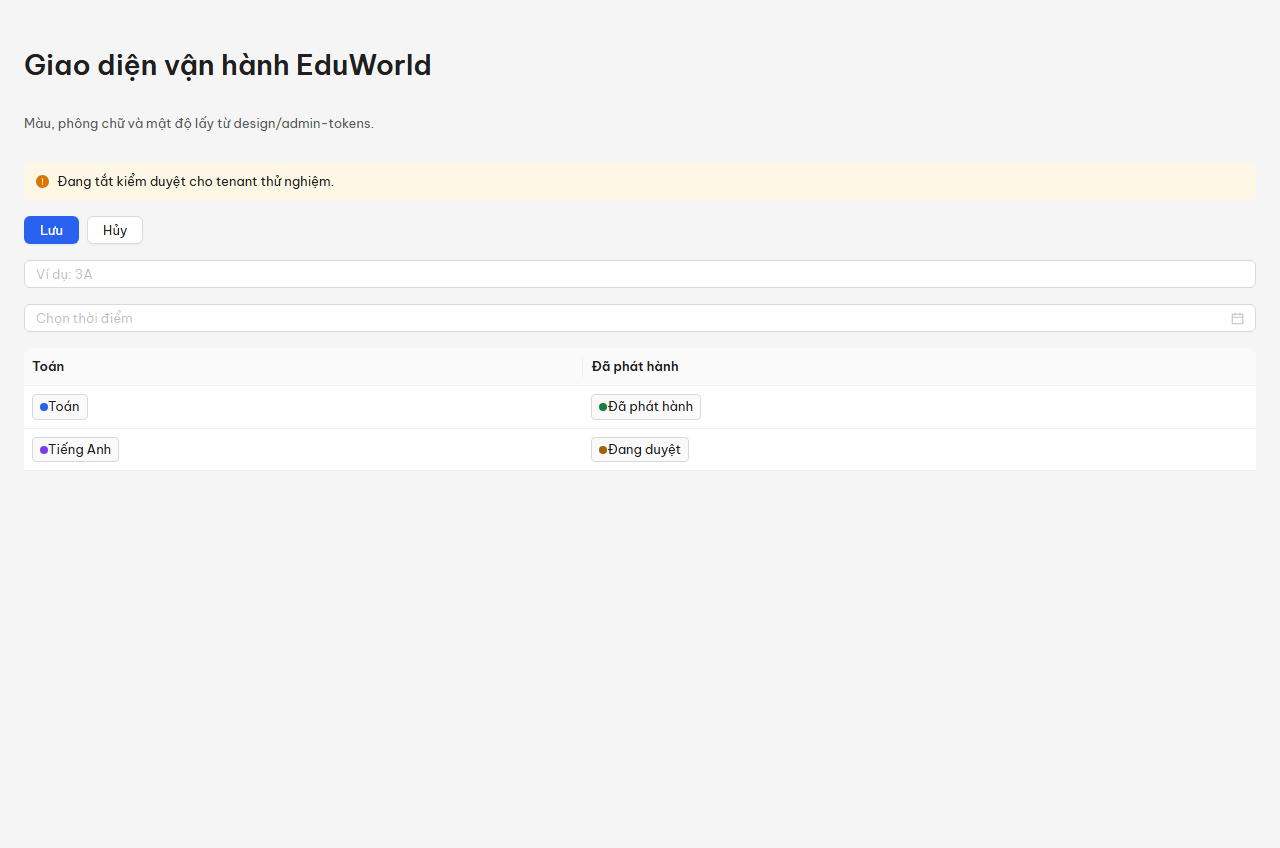 Giao diện vận hành EduWorld
Màu, phông chữ và mật độ lấy từ design/admin-tokens.
Đang tắt kiểm duyệt cho tenant thử nghiệm.
Lưu Hủy
Ví dụ: 3A
Chọn thời điểm
Toán Đã phát hành
Toán Đã phát hành
Tiếng Anh Đang duyệt